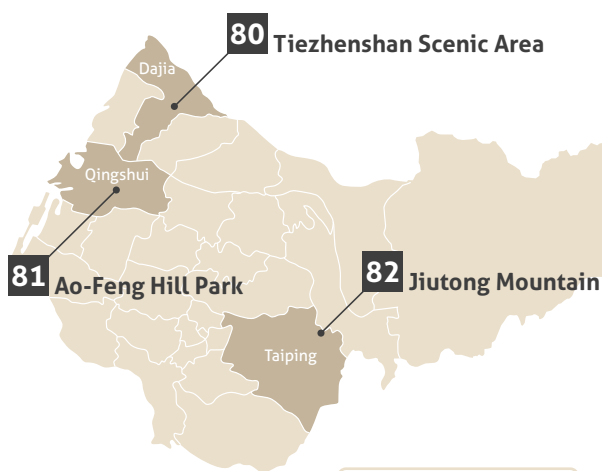 80 Tiezhenshan Scenic Area
Dajia
Qingshui
81 Ao-Feng Hill Park
82 Jiutong Mountain
Taiping